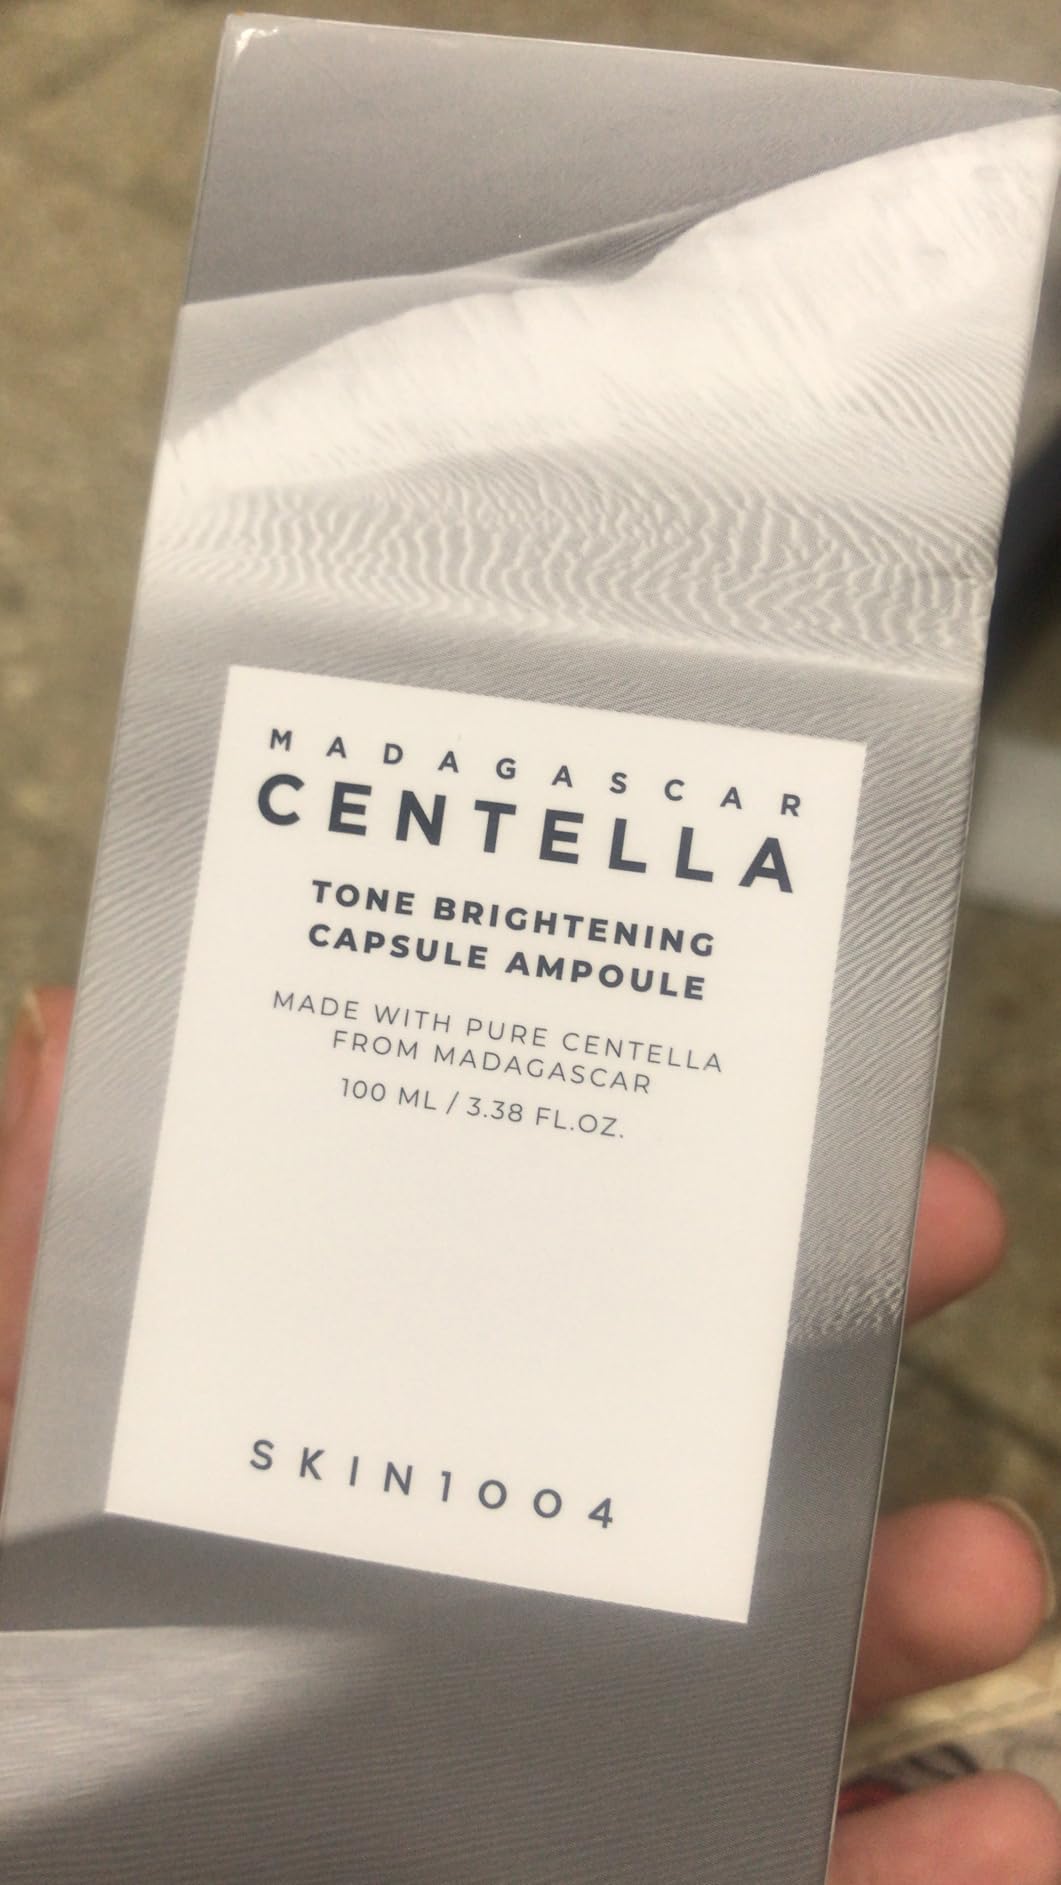 MADAGASCAR
CENTELLA
TONE BRIGHTENING
CAPSULE AMPOULE
MADE WITH PURE CENTELLA
FROM MADAGASCAR
100 ML / 3.38 FL.OZ.
SKIN1004